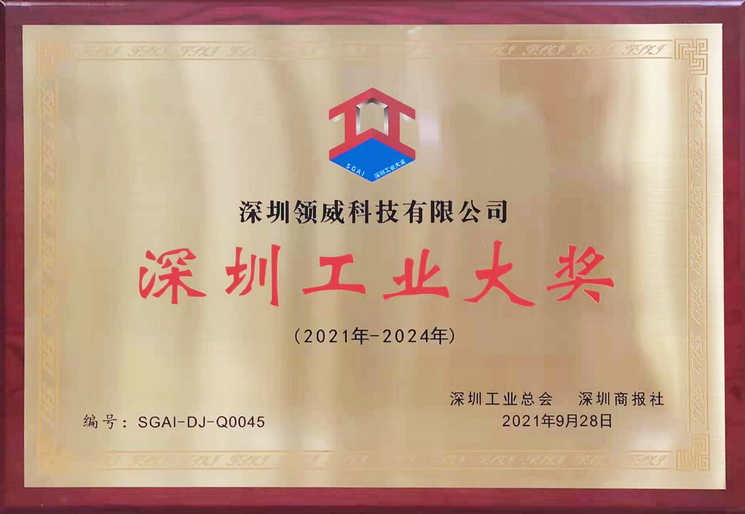 SGAI 深圳工业大奖
深圳领威科技有限公司
深圳工业大奖
(2021年-2024年)
深圳工业总会 深圳商报社
编号：SGAI-DJ-Q0045 2021年9月28日